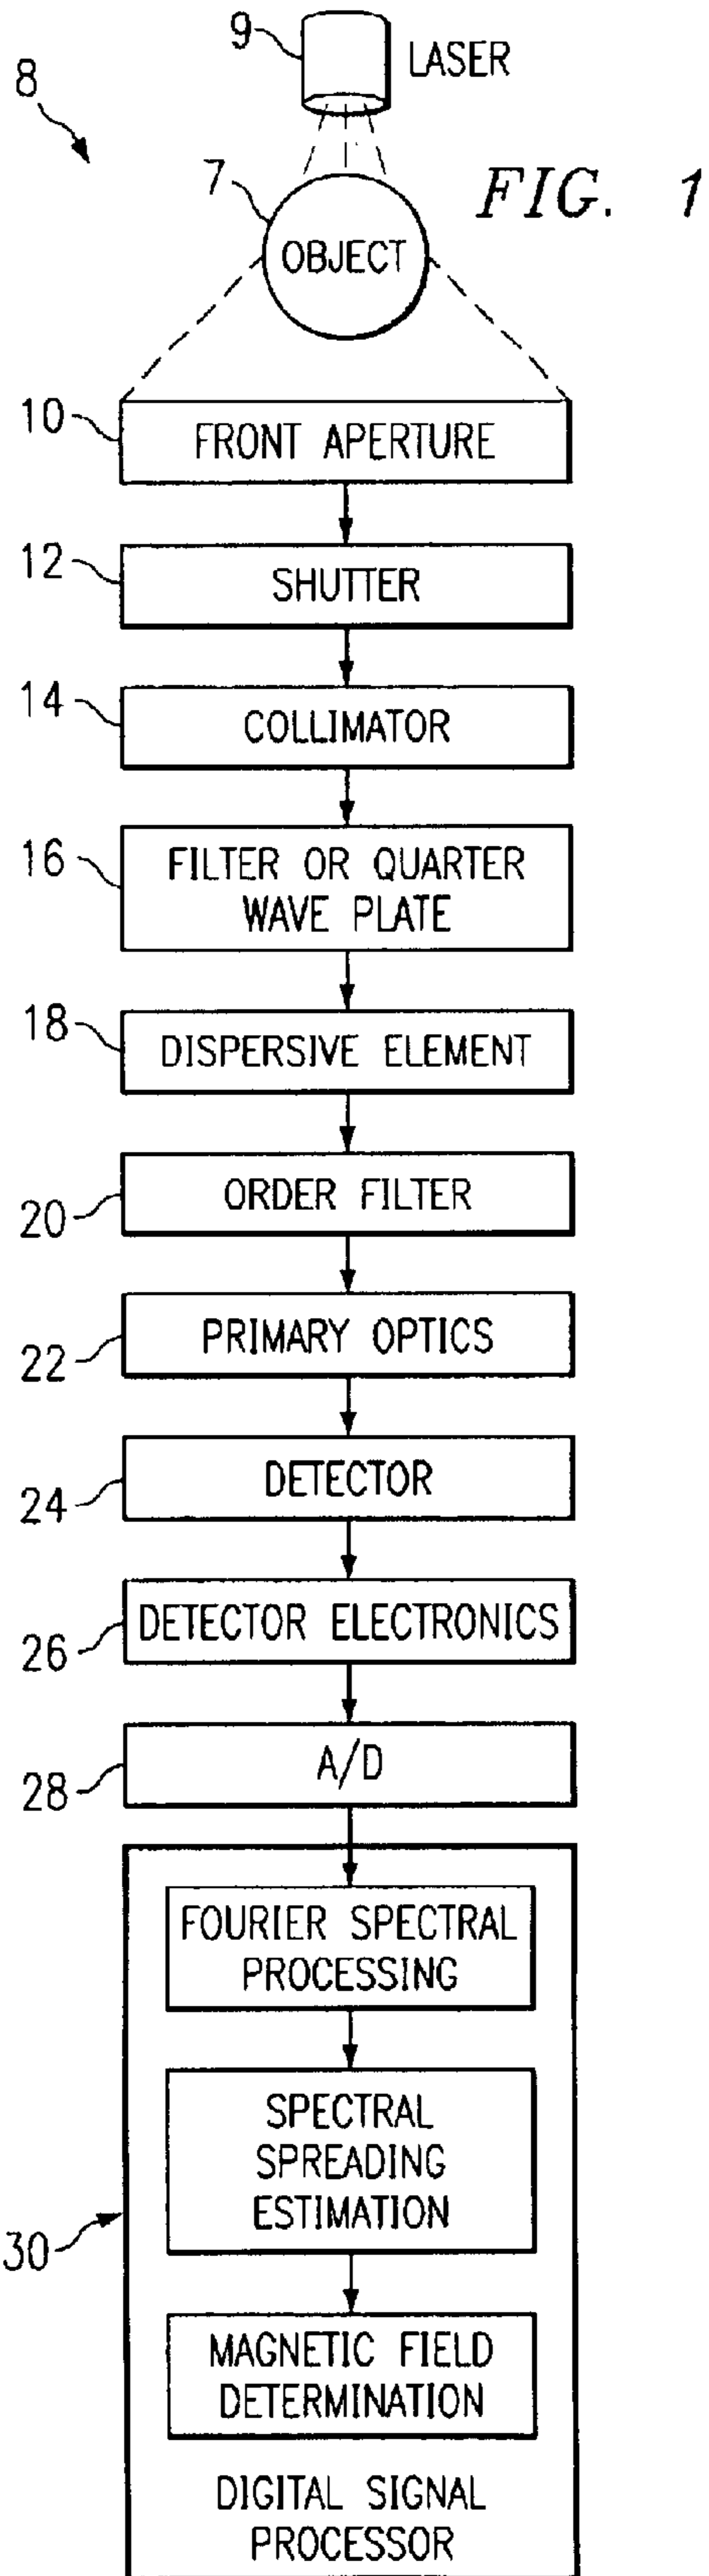 9
LASER
8
7
FIG. 1
OBJECT
10
FRONT APERTURE
12
SHUTTER
14
COLLIMATOR
16
FILTER OR QUARTER
WAVE PLATE
18
DISPERSIVE ELEMENT
20
ORDER FILTER
22
PRIMARY OPTICS
24
DETECTOR
26
DETECTOR ELECTRONICS
28
A/D
FOURIER SPECTRAL
PROCESSING
SPECTRAL
SPREADING
ESTIMATION
30
MAGNETIC FIELD
DETERMINATION
DIGITAL SIGNAL
PROCESSOR